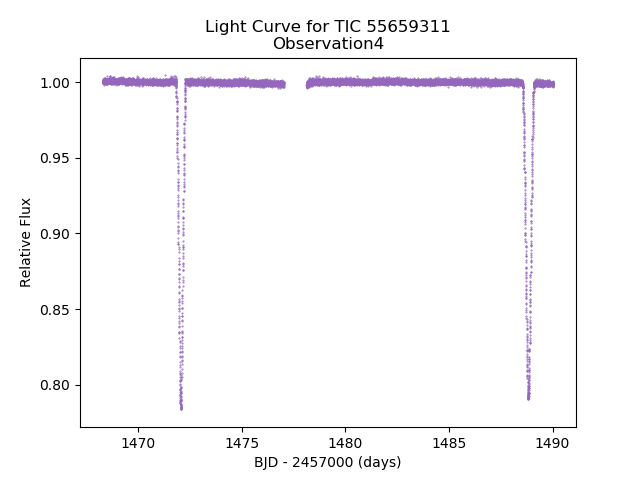 Light Curve for TIC 55659311
Observation4
1.00
0.95
0.90
0.85
0.80
Relative Flux
1470
1475
1480
1485
1490
BJD - 2457000 (days)